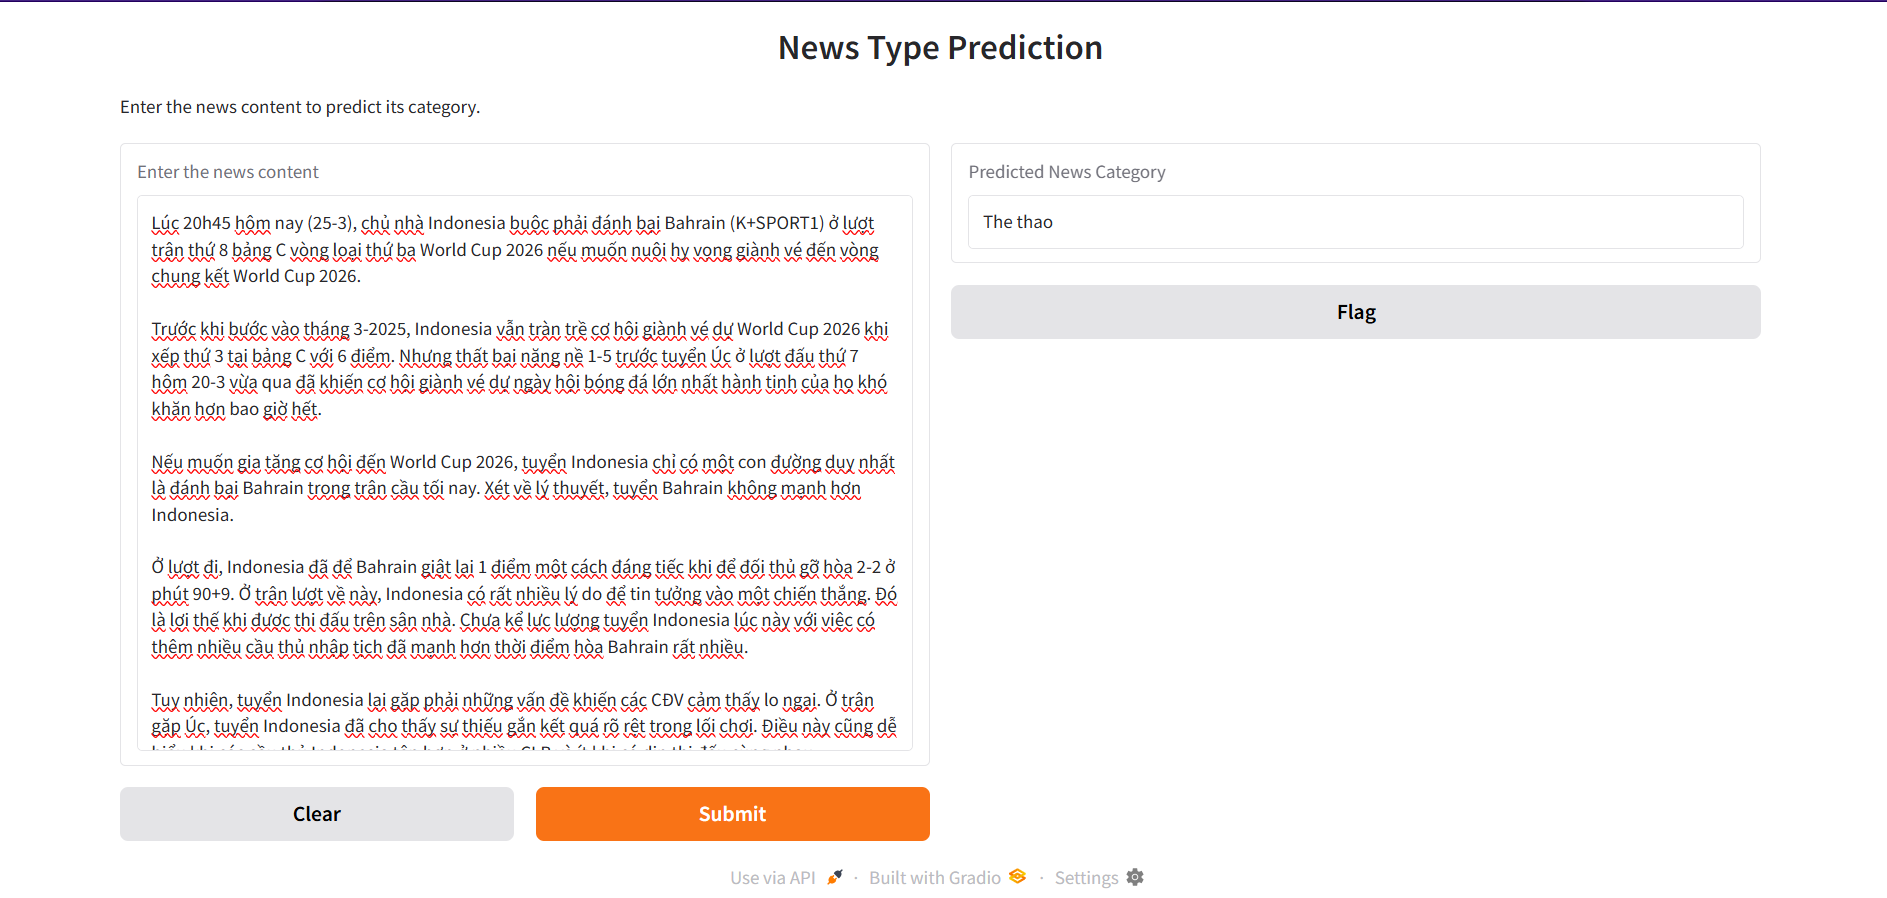 News Type Prediction
Enter the news content to predict its category.
Enter the news content
Lúc 20h45 hôm nay (25-3), chủ nhà Indonesia buộc phải đánh bại Bahrain (K+SPORT1) ở lượt
trận thứ 8 bảng C vòng loại thứ ba World Cup 2026 nếu muốn nuôi hy vọng giành vé đến vòng
chung kết World Cup 2026.
Trước khi bước vào tháng 3-2025, Indonesia vẫn tràn trề cơ hội giành vé dự World Cup 2026 khi
xếp thứ 3 tại bảng C với 6 điểm. Nhưng thất bại nặng nề 1-5 trước tuyển Úc ở lượt đấu thứ 7
hôm 20-3 vừa qua đã khiến cơ hội giành vé dự ngày hội bóng đá lớn nhất hành tinh của họ khó
khăn hơn bao giờ hết.
Nếu muốn gia tăng cơ hội đến World Cup 2026, tuyển Indonesia chỉ có một con đường duy nhất
là đánh bại Bahrain trong trận cầu tối nay. Xét về lý thuyết, tuyển Bahrain không mạnh hơn
Indonesia.
Ở lượt đi, Indonesia đã để Bahrain giật lại 1 điểm một cách đáng tiếc khi để đối thủ gỡ hòa 2-2 ở
phút 90+9. Ở trận lượt về này, Indonesia có rất nhiều lý do để tin tưởng vào một chiến thắng. Đó
là lợi thế khi được thi đấu trên sân nhà. Chưa kể lực lượng tuyển Indonesia lúc này với việc có
thêm nhiều cầu thủ nhập tịch đã mạnh hơn thời điểm hòa Bahrain rất nhiều.
Tuy nhiên, tuyển Indonesia lại gặp phải những vấn đề khiến các CĐV cảm thấy lo ngại. Ở trận
gặp Úc, tuyển Indonesia đã cho thấy sự thiếu gắn kết quá rõ rệt trong lối chơi. Điều này cũng dễ
Clear
Submit
Predicted News Category
The thao
Flag
Use via API · Built with Gradio · Settings